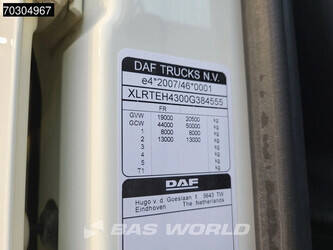 70304967
DAF TRUCKS N.V.
e4*2007/46*0001
XLRTEH4300G384555
FR
GVW 19000 20500 kg
GCW 44000 50000 kg
1 8000 8000 kg
2 13000 13000 kg
3 kg
4 kg
5 kg
T1 kg
DAF
Hugo v. d. Goeslaan 1 5643 TW
Eindhoven The Netherlands
BAS WORLD